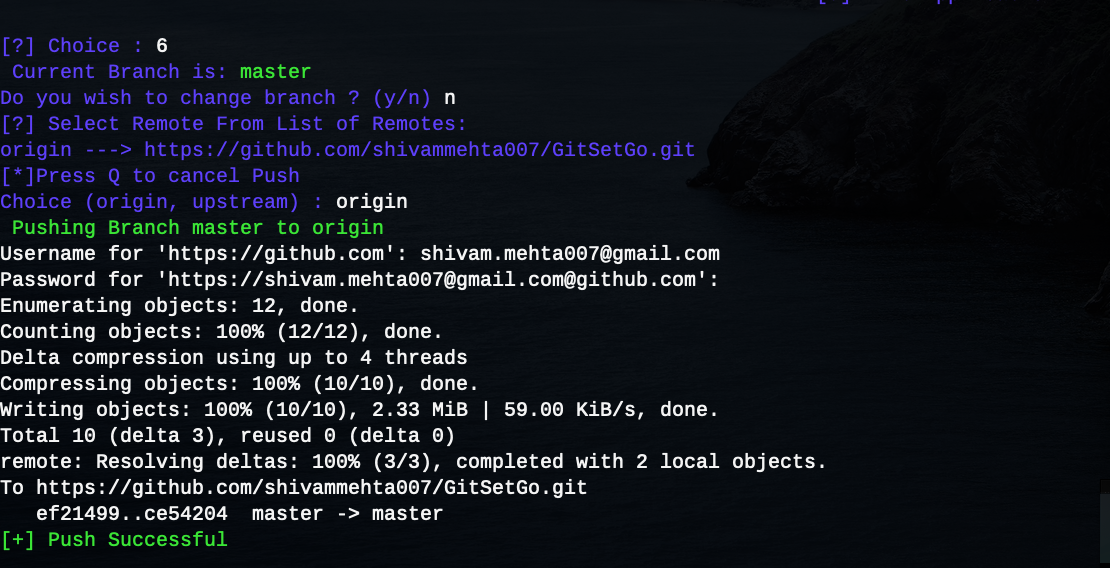 [?] Choice : 6
Current Branch is: master
Do you wish to change branch ? (y/n) n
[?] Select Remote From List of Remotes:
origin ---> https://github.com/shivammehta007/GitSetGo.git
[*]Press Q to cancel Push
Choice (origin, upstream) : origin
Pushing Branch master to origin
Username for 'https://github.com': shivam.mehta007@gmail.com
Password for 'https://shivam.mehta007@gmail.com@github.com':
Enumerating objects: 12, done.
Counting objects: 100% (12/12), done.
Delta compression using up to 4 threads
Compressing objects: 100% (10/10), done.
Writing objects: 100% (10/10), 2.33 MiB | 59.00 KiB/s, done.
Total 10 (delta 3), reused 0 (delta 0)
remote: Resolving deltas: 100% (3/3), completed with 2 local objects.
To https://github.com/shivammehta007/GitSetGo.git
ef21499..ce54204  master -> master
[+] Push Successful